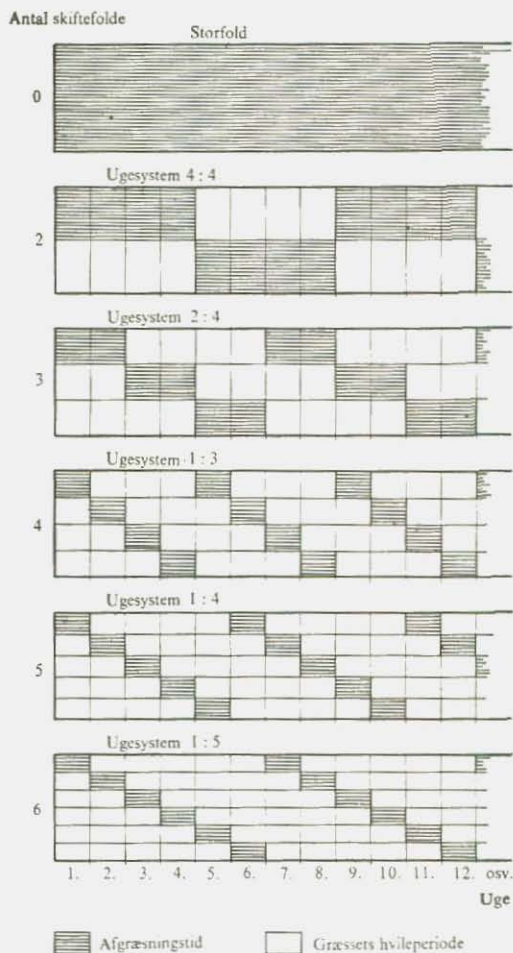 Antal skiftefolde
Storfold
0
Ugesystem 4 : 4
2
Ugesystem 2 : 4
3
Ugesystem 1 : 3
4
Ugesystem 1 : 4
5
Ugesystem 1 : 5
6
1. 2. 3. 4. 5. 6. 7. 8. 9. 10. 11. 12. osv.
Uge
Afgræsningstid Græssets hvileperiode